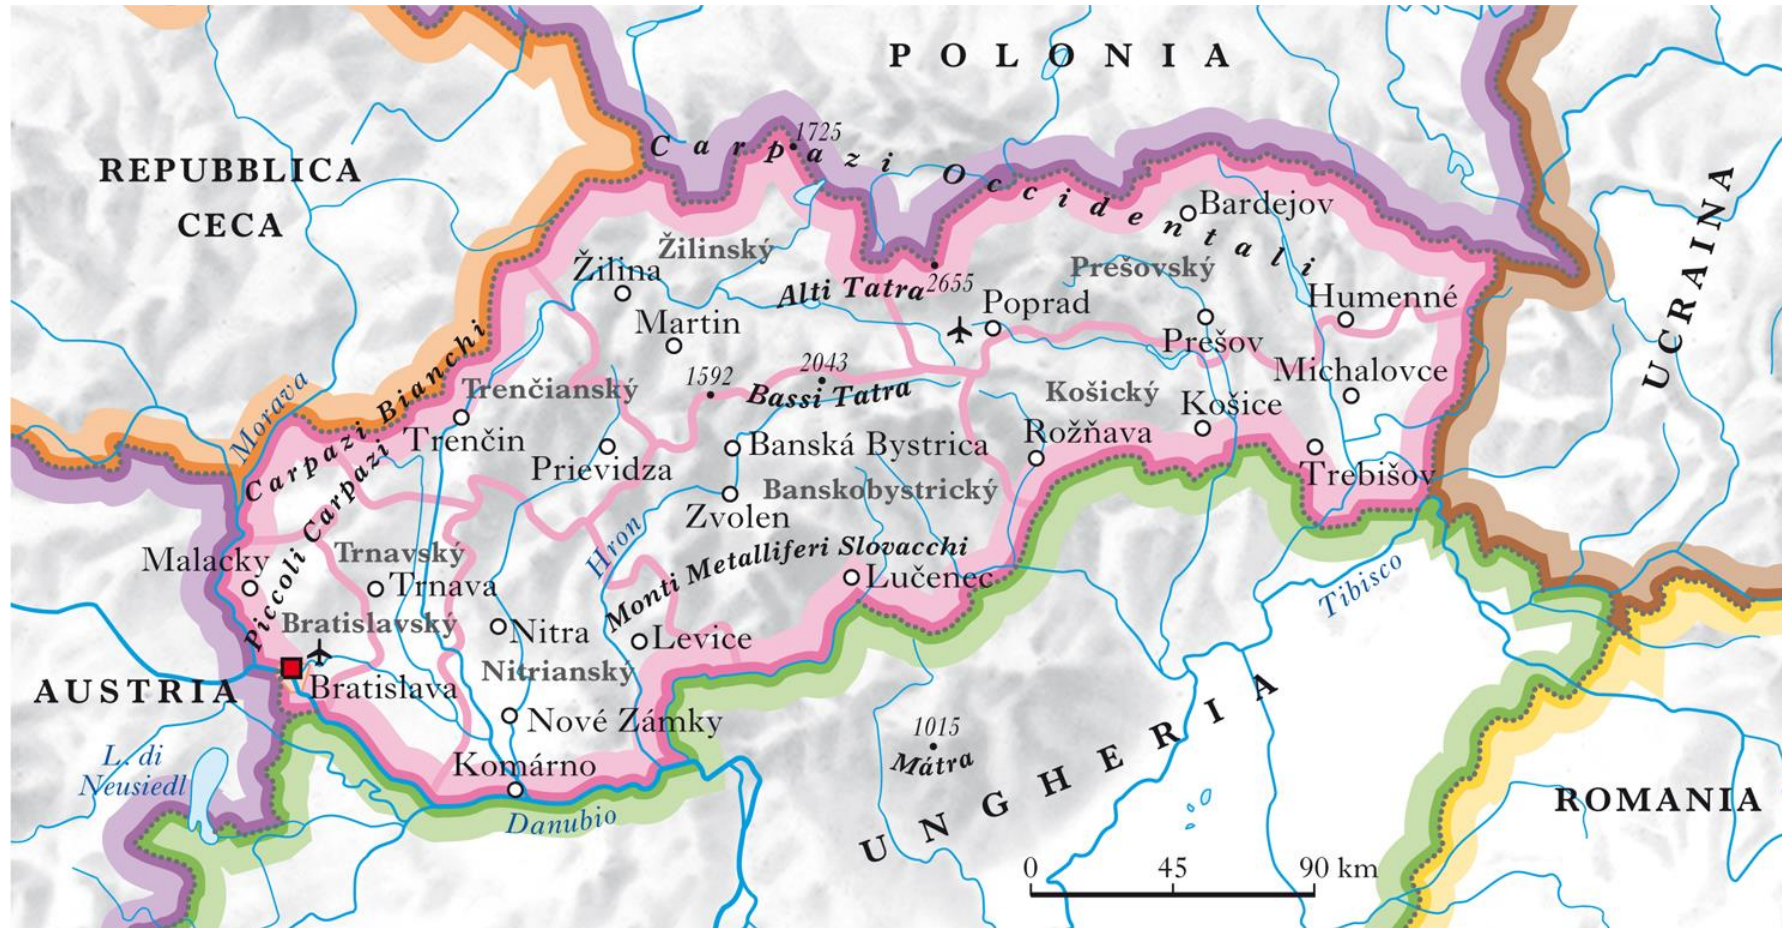 POLONIA
1725
Carpazi Occidentali
REPUBBLICA
CECA
UCRAINA
Bardejov
Žilinský
Žilina
Prešovský
Alti Tatra
2655
Poprad
Humenné
Martin
Prešov
Michalovce
2043
1592
Bassi Tatra
Trenčianský
Košický
Košice
Morava
Carpazi Bianchi
Trenčin
Prievidza
Banská Bystrica
Rožňava
Trebišov
Piccoli Carpazi
Banskobystrický
Zvolen
Hron
Malacky
Trnavský
Trnava
Monti Metalliferi Slovacchi
Lučenec
Tibisco
Bratislavský
Nitra
Levice
Nitrianský
AUSTRIA
Bratislava
Nové Zámky
1015
Mátra
UNGHERIA
L. di
Neusiedl
Komárno
Danubio
ROMANIA
0 45 90 km